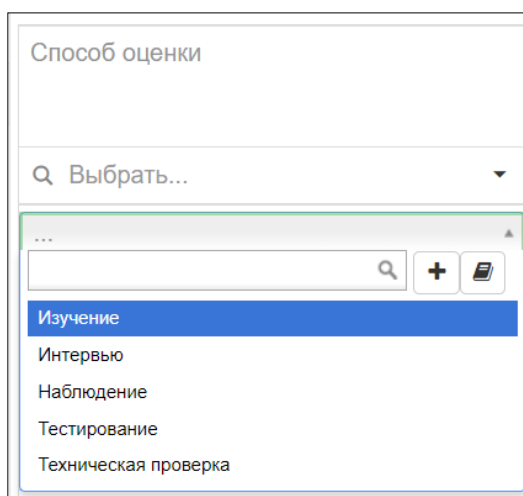 Способ оценки
Выбрать...
...
Изучение
Интервью
Наблюдение
Тестирование
Техническая проверка